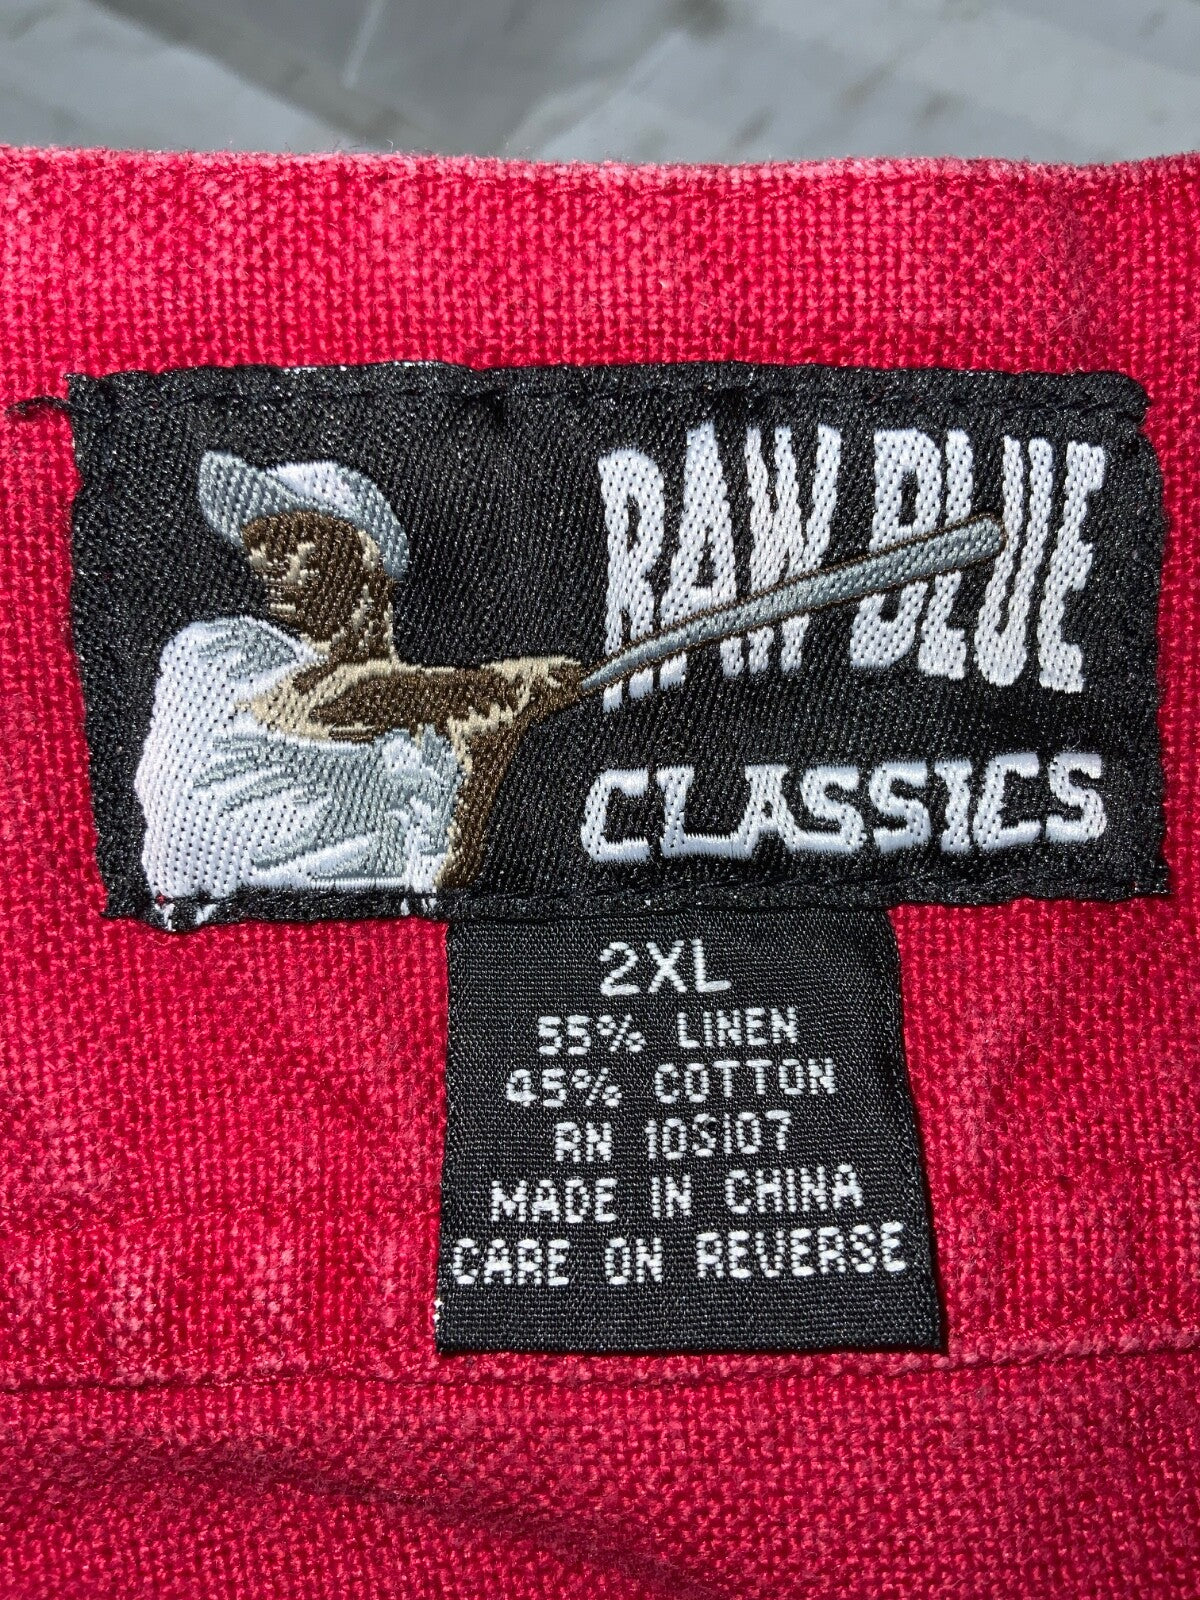 RAW BLUE
CLASSICS
2XL
55% LINEN
45% COTTON
RN 105107
MADE IN CHINA
CARE ON REVERSE